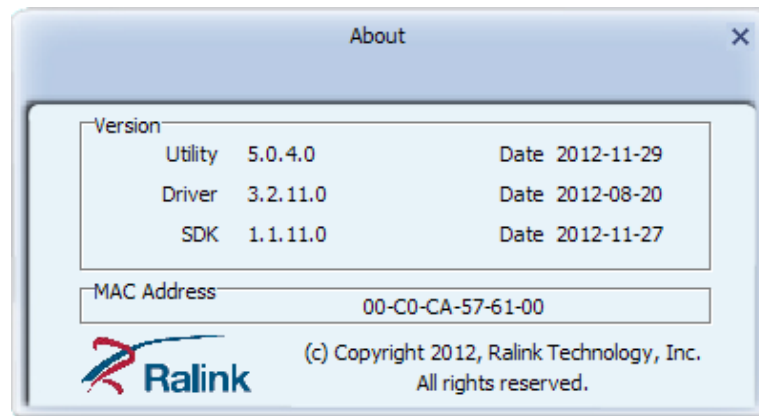 About
Version
Utility 5.0.4.0 Date 2012-11-29
Driver 3.2.11.0 Date 2012-08-20
SDK 1.1.11.0 Date 2012-11-27
MAC Address
00-C0-CA-57-61-00
Ralink
(c) Copyright 2012, Ralink Technology, Inc.
All rights reserved.